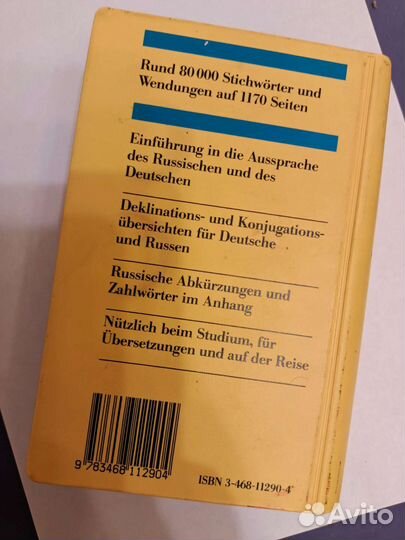 Rund 80 000 Stichwörter und
Wendungen auf 1170 Seiten
Einführung in die Aussprache
des Russischen und des
Deutschen
Deklinations- und Konjugations-
übersichten für Deutsche
und Russen
Russische Abkürzungen und
Zahlwörter im Anhang
Nützlich beim Studium, für
Übersetzungen und auf der Reise
9 783468 112904
ISBN 3-468-11290-4
Avito